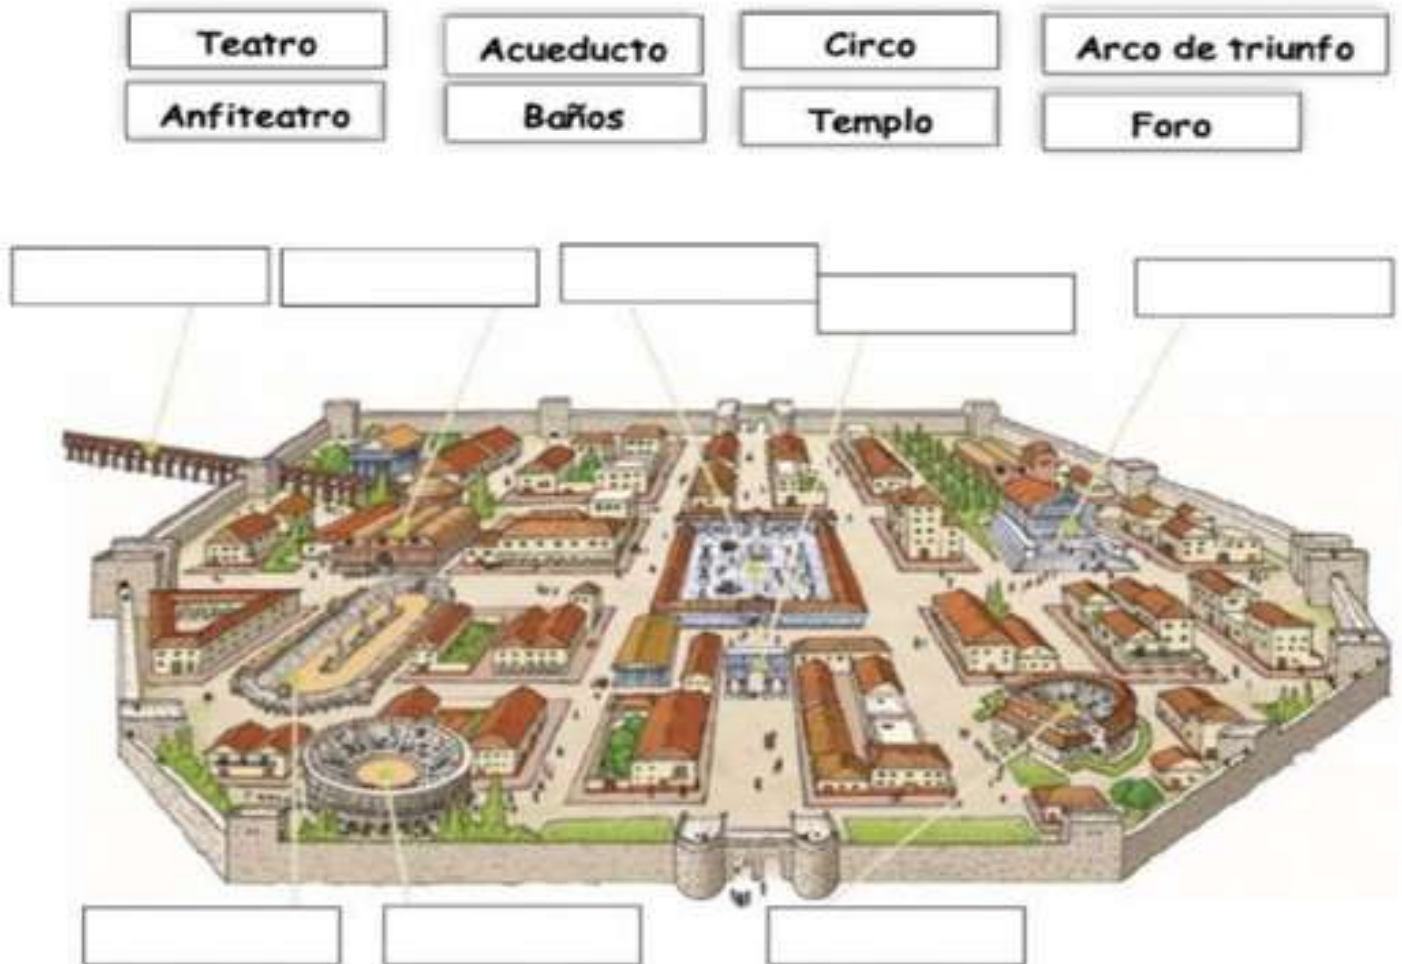 Teatro
Acueducto
Circo
Arco de triunfo
Anfiteatro
Baños
Templo
Foro